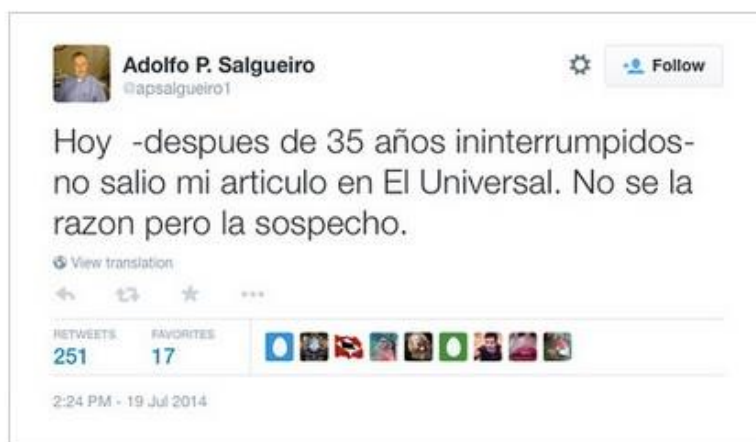 Adolfo P. Salgueiro
@apsalgueiro1
Follow
Hoy -despues de 35 años ininterrumpidos-
no salio mi articulo en El Universal. No se la
razon pero la sospecho.
View translation
RETWEETS FAVORITES
251 17
2:24 PM - 19 Jul 2014